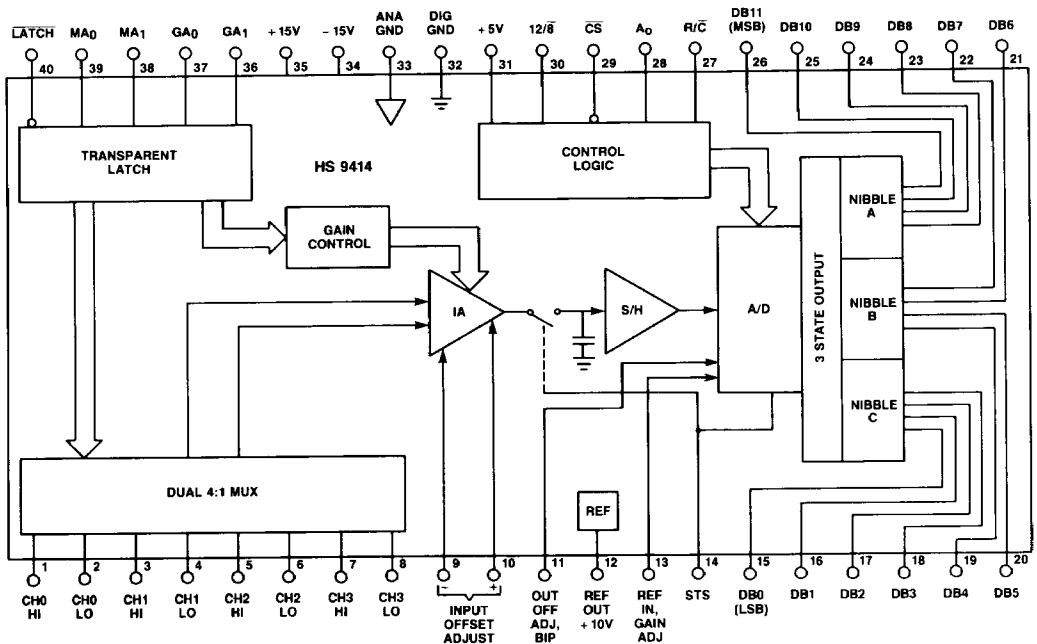 LATCH MA0 MA1 GA0 GA1 +15V -15V ANA GND DIG GND +5V 12/8 CS A0 R/C DB11 (MSB) DB10 DB9 DB8 DB7 DB6
40 39 38 37 36 35 34 33 32 31 30 29 28 27 26 25 24 23 22 21
TRANSPARENT
LATCH
HS 9414
CONTROL
LOGIC
GAIN
CONTROL
NIBBLE
A
IA
S/H
A/D
3 STATE OUTPUT
NIBBLE
B
NIBBLE
C
DUAL 4:1 MUX
REF
1 2 3 4 5 6 7 8 9 10 11 12 13 14 15 16 17 18 19 20
- +
CH0
HI
CH0
LO
CH1
HI
CH1
LO
CH2
HI
CH2
LO
CH3
HI
CH3
LO
INPUT
OFFSET
ADJUST
OUT
OFF
ADJ,
BIP
REF
OUT
+10V
REF
IN,
GAIN
ADJ
STS
DB0
(LSB)
DB1
DB2
DB3
DB4
DB5